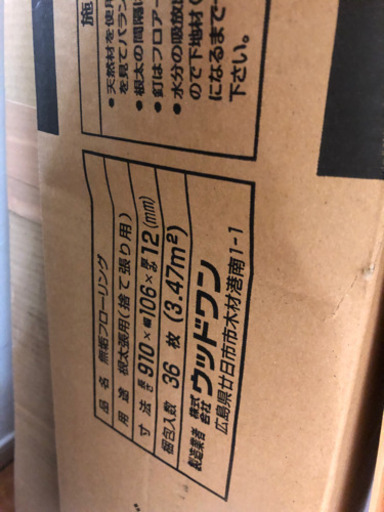 施
● 天然材を使用
を見てバラン
● 根太の間隔に
● 釘はフロアー
● 水分の吸放
ので下地材(
になるまで
下さい。
品名 無垢フローリング
用途 根太張用(捨て張り用)
寸法 長さ910×幅106×厚み12(mm)
梱包入数 36枚(3.47m²)
製造業者 株式会社ウッドワン
広島県廿日市市木材港南1-1